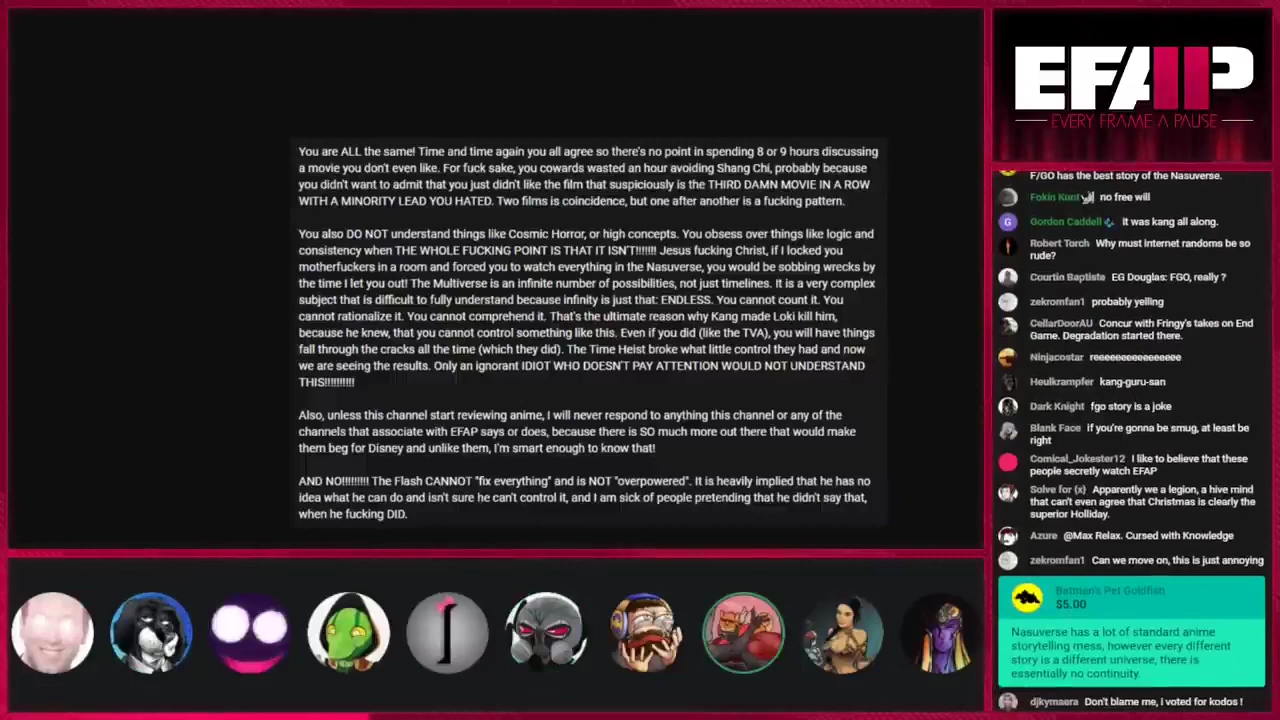 You are ALL the same! Time and time again you all agree so there's no point in spending 8 or 9 hours discussing
a movie you don't even like. For fuck sake, you cowards wasted an hour avoiding Shang Chi, probably because
you didn't want to admit that you just didn't like the film that suspiciously is the THIRD DAMN MOVIE IN A ROW
WITH A MINORITY LEAD YOU HATED. Two films is coincidence, but one after another is a fucking pattern.
You also DO NOT understand things like Cosmic Horror, or high concepts. You obsess over things like logic and
consistency when THE WHOLE FUCKING POINT IS THAT IT ISN'T!!!!!!! Jesus fucking Christ, if I locked you
motherfuckers in a room and forced you to watch everything in the Nasuverse, you would be sobbing wrecks by
the time I let you out! The Multiverse is an infinite number of possibilities, not just timelines. It is a very complex
subject that is difficult to fully understand because infinity is just that: ENDLESS. You cannot count it. You
cannot rationalize it. You cannot comprehend it. That's the ultimate reason why Kang made Loki kill him,
because he knew, that you cannot control something like this. Even if you did (like the TVA), you will have things
fall through the cracks all the time (which they did). The Time Heist broke what little control they had and now
we are seeing the results. Only an ignorant IDIOT WHO DOESN'T PAY ATTENTION WOULD NOT UNDERSTAND
THIS!!!!!!!!!!
Also, unless this channel start reviewing anime, I will never respond to anything this channel or any of the
channels that associate with EFAP says or does, because there is SO much more out there that would make
them beg for Disney and unlike them, I'm smart enough to know that!
AND NO!!!!!!!!! The Flash CANNOT "fix everything" and is NOT "overpowered". It is heavily implied that he has no
idea what he can do and isn't sure he can't control it, and I am sick of people pretending that he didn't say that,
when he fucking DID.
EFAP
EVERY FRAME A PAUSE
F/GO has the best story of the Nasuverse.
Fokin Kunt no free will
G Gordon Caddell It was kang all along.
Robert Torch Why must internet randoms be so
rude?
Courtin Baptiste EG Douglas: FGO, really ?
zekromfan1 probably yelling
CellarDoorAU Concur with Fringy's takes on End
Game. Degradation started there.
Ninjacostar reeeeeeeeeeeeeee
Heulkrampfer kang-guru-san
Dark Knight fgo story is a joke
Blank Face if you're gonna be smug, at least be
right
Comical_Jokester12 I like to believe that these
people secretly watch EFAP
Solve for {x} Apparently we a legion, a hive mind
that can't even agree that Christmas is clearly the
superior Holliday.
Azure @Max Relax. Cursed with Knowledge
zekromfan1 Can we move on, this is just annoying
Batmen's Pet Goldfish
$5.00
Nasuverse has a lot of standard anime
storytelling mess, however every different
story is a different universe, there is
essentially no continuity.
djkymaera Don't blame me, i voted for kodos !